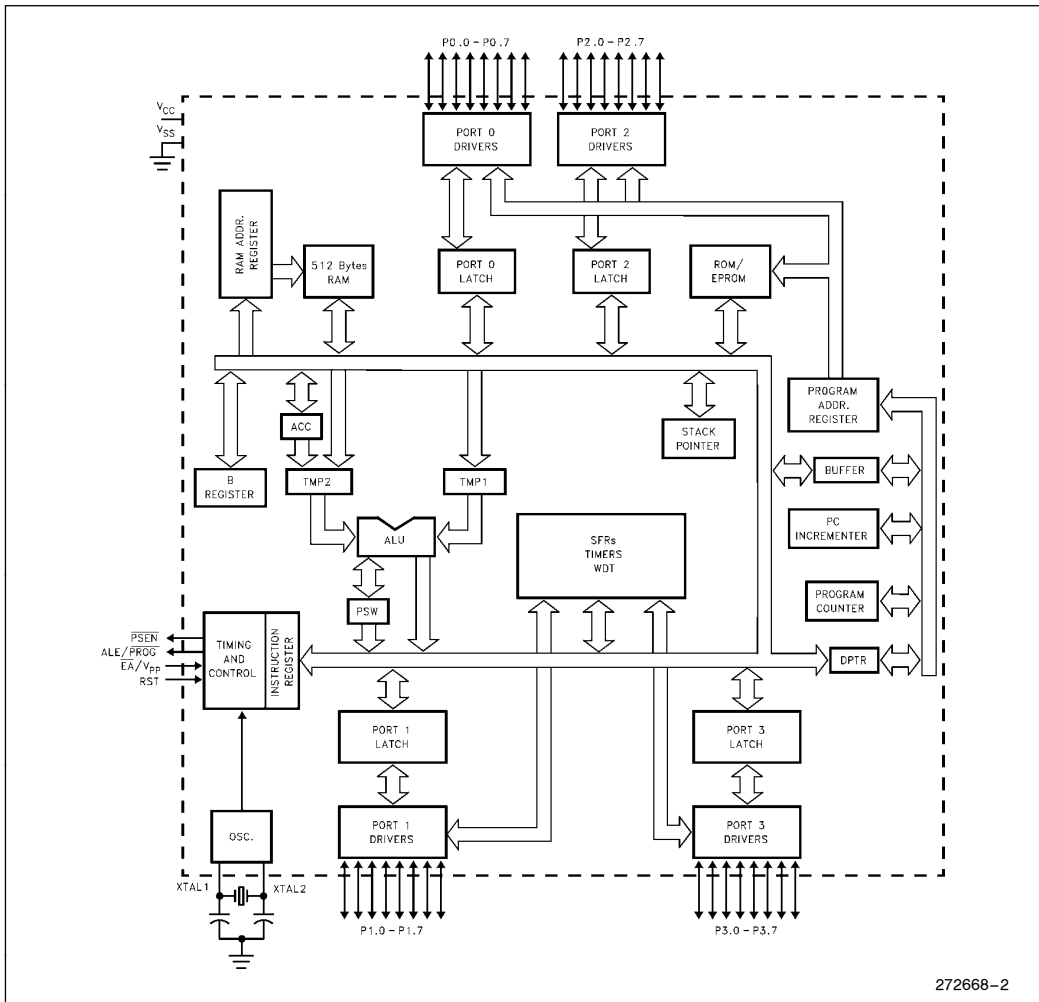 P0.0–P0.7
P2.0–P2.7
VCC
VSS
PORT 0
DRIVERS
PORT 2
DRIVERS
RAM ADDR.
REGISTER
512 Bytes
RAM
PORT 0
LATCH
PORT 2
LATCH
ROM/
EPROM
PROGRAM
ADDR.
REGISTER
ACC
STACK
POINTER
BUFFER
B
REGISTER
TMP2
TMP1
ALU
SFRs
TIMERS
WDT
PC
INCREMENTER
PSW
PROGRAM
COUNTER
PSEN
ALE/PROG
EA/VPP
RST
TIMING
AND
CONTROL
INSTRUCTION
REGISTER
DPTR
PORT 1
LATCH
PORT 3
LATCH
OSC.
PORT 1
DRIVERS
PORT 3
DRIVERS
XTAL1
XTAL2
P1.0–P1.7
P3.0–P3.7
272668–2